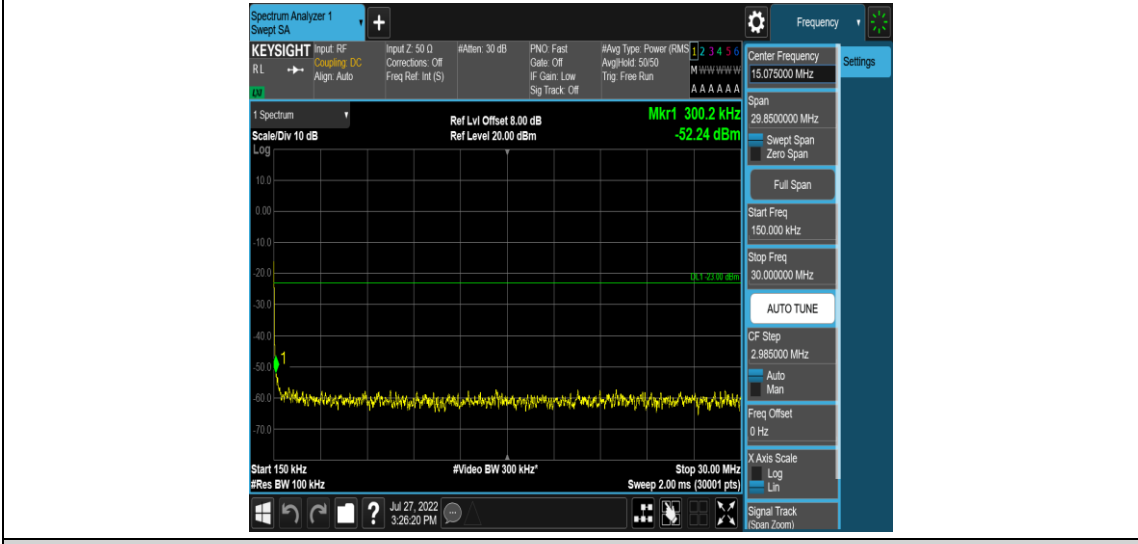 Spectrum Analyzer 1
Swept SA
+
Frequency
KEYSIGHT
RL
LXI
Input: RF
Coupling: DC
Align: Auto
Input Z: 50 Ω
Corrections: Off
Freq Ref: Int (S)
#Atten: 30 dB
PNO: Fast
Gate: Off
IF Gain: Low
Sig Track: Off
#Avg Type: Power (RMS
Avg|Hold: 50/50
Trig: Free Run
1 2 3 4 5 6
M W W W W W
A A A A A A
1 Spectrum
Scale/Div 10 dB
Log
Ref Lvl Offset 8.00 dB
Ref Level 20.00 dBm
Mkr1 300.2 kHz
-52.24 dBm
10.0
0.00
-10.0
-20.0
DL1 -23.00 dBm
-30.0
-40.0
1
-50.0
-60.0
-70.0
Start 150 kHz
#Res BW 100 kHz
#Video BW 300 kHz*
Stop 30.00 MHz
Sweep 2.00 ms (30001 pts)
?
Jul 27, 2022
3:26:20 PM
Center Frequency
15.075000 MHz
Settings
Span
29.8500000 MHz
Swept Span
Zero Span
Full Span
Start Freq
150.000 kHz
Stop Freq
30.000000 MHz
AUTO TUNE
CF Step
2.985000 MHz
Auto
Man
Freq Offset
0 Hz
X Axis Scale
Log
Lin
Signal Track
(Span Zoom)